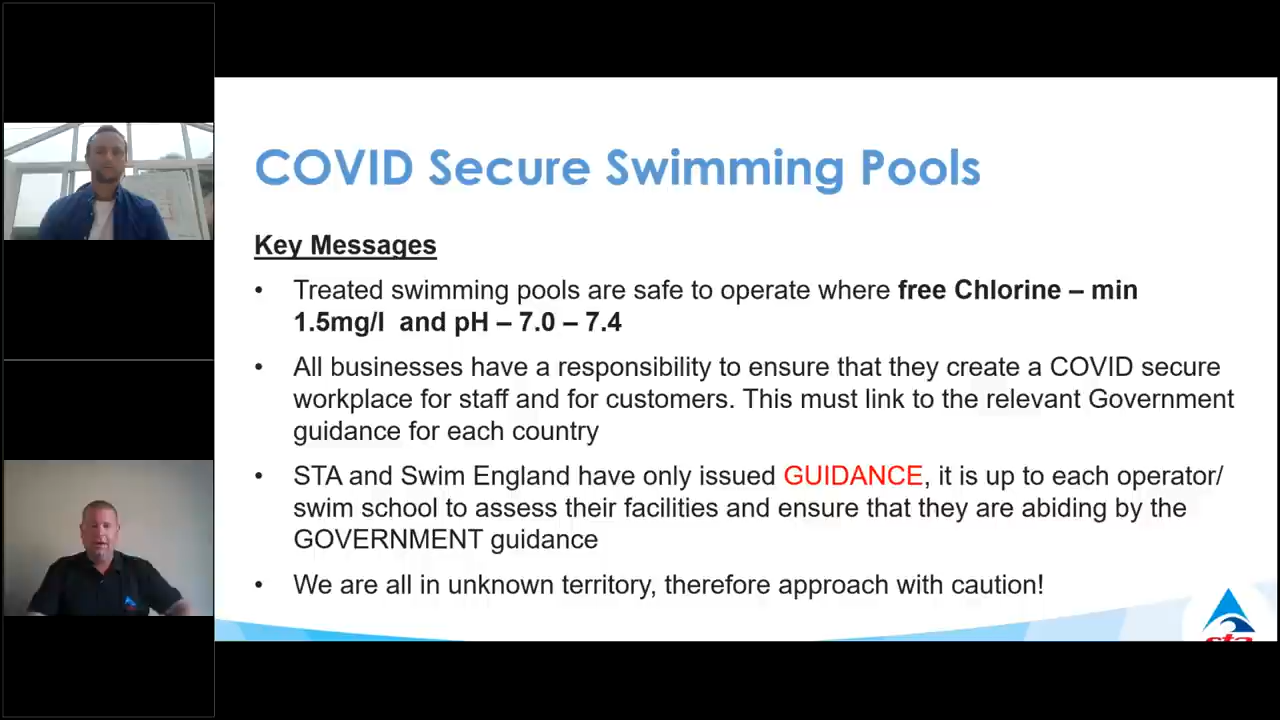 COVID Secure Swimming Pools
Key Messages
• Treated swimming pools are safe to operate where free Chlorine – min
1.5mg/l and pH – 7.0 – 7.4
• All businesses have a responsibility to ensure that they create a COVID secure
workplace for staff and for customers. This must link to the relevant Government
guidance for each country
• STA and Swim England have only issued GUIDANCE, it is up to each operator/
swim school to assess their facilities and ensure that they are abiding by the
GOVERNMENT guidance
• We are all in unknown territory, therefore approach with caution!
sta